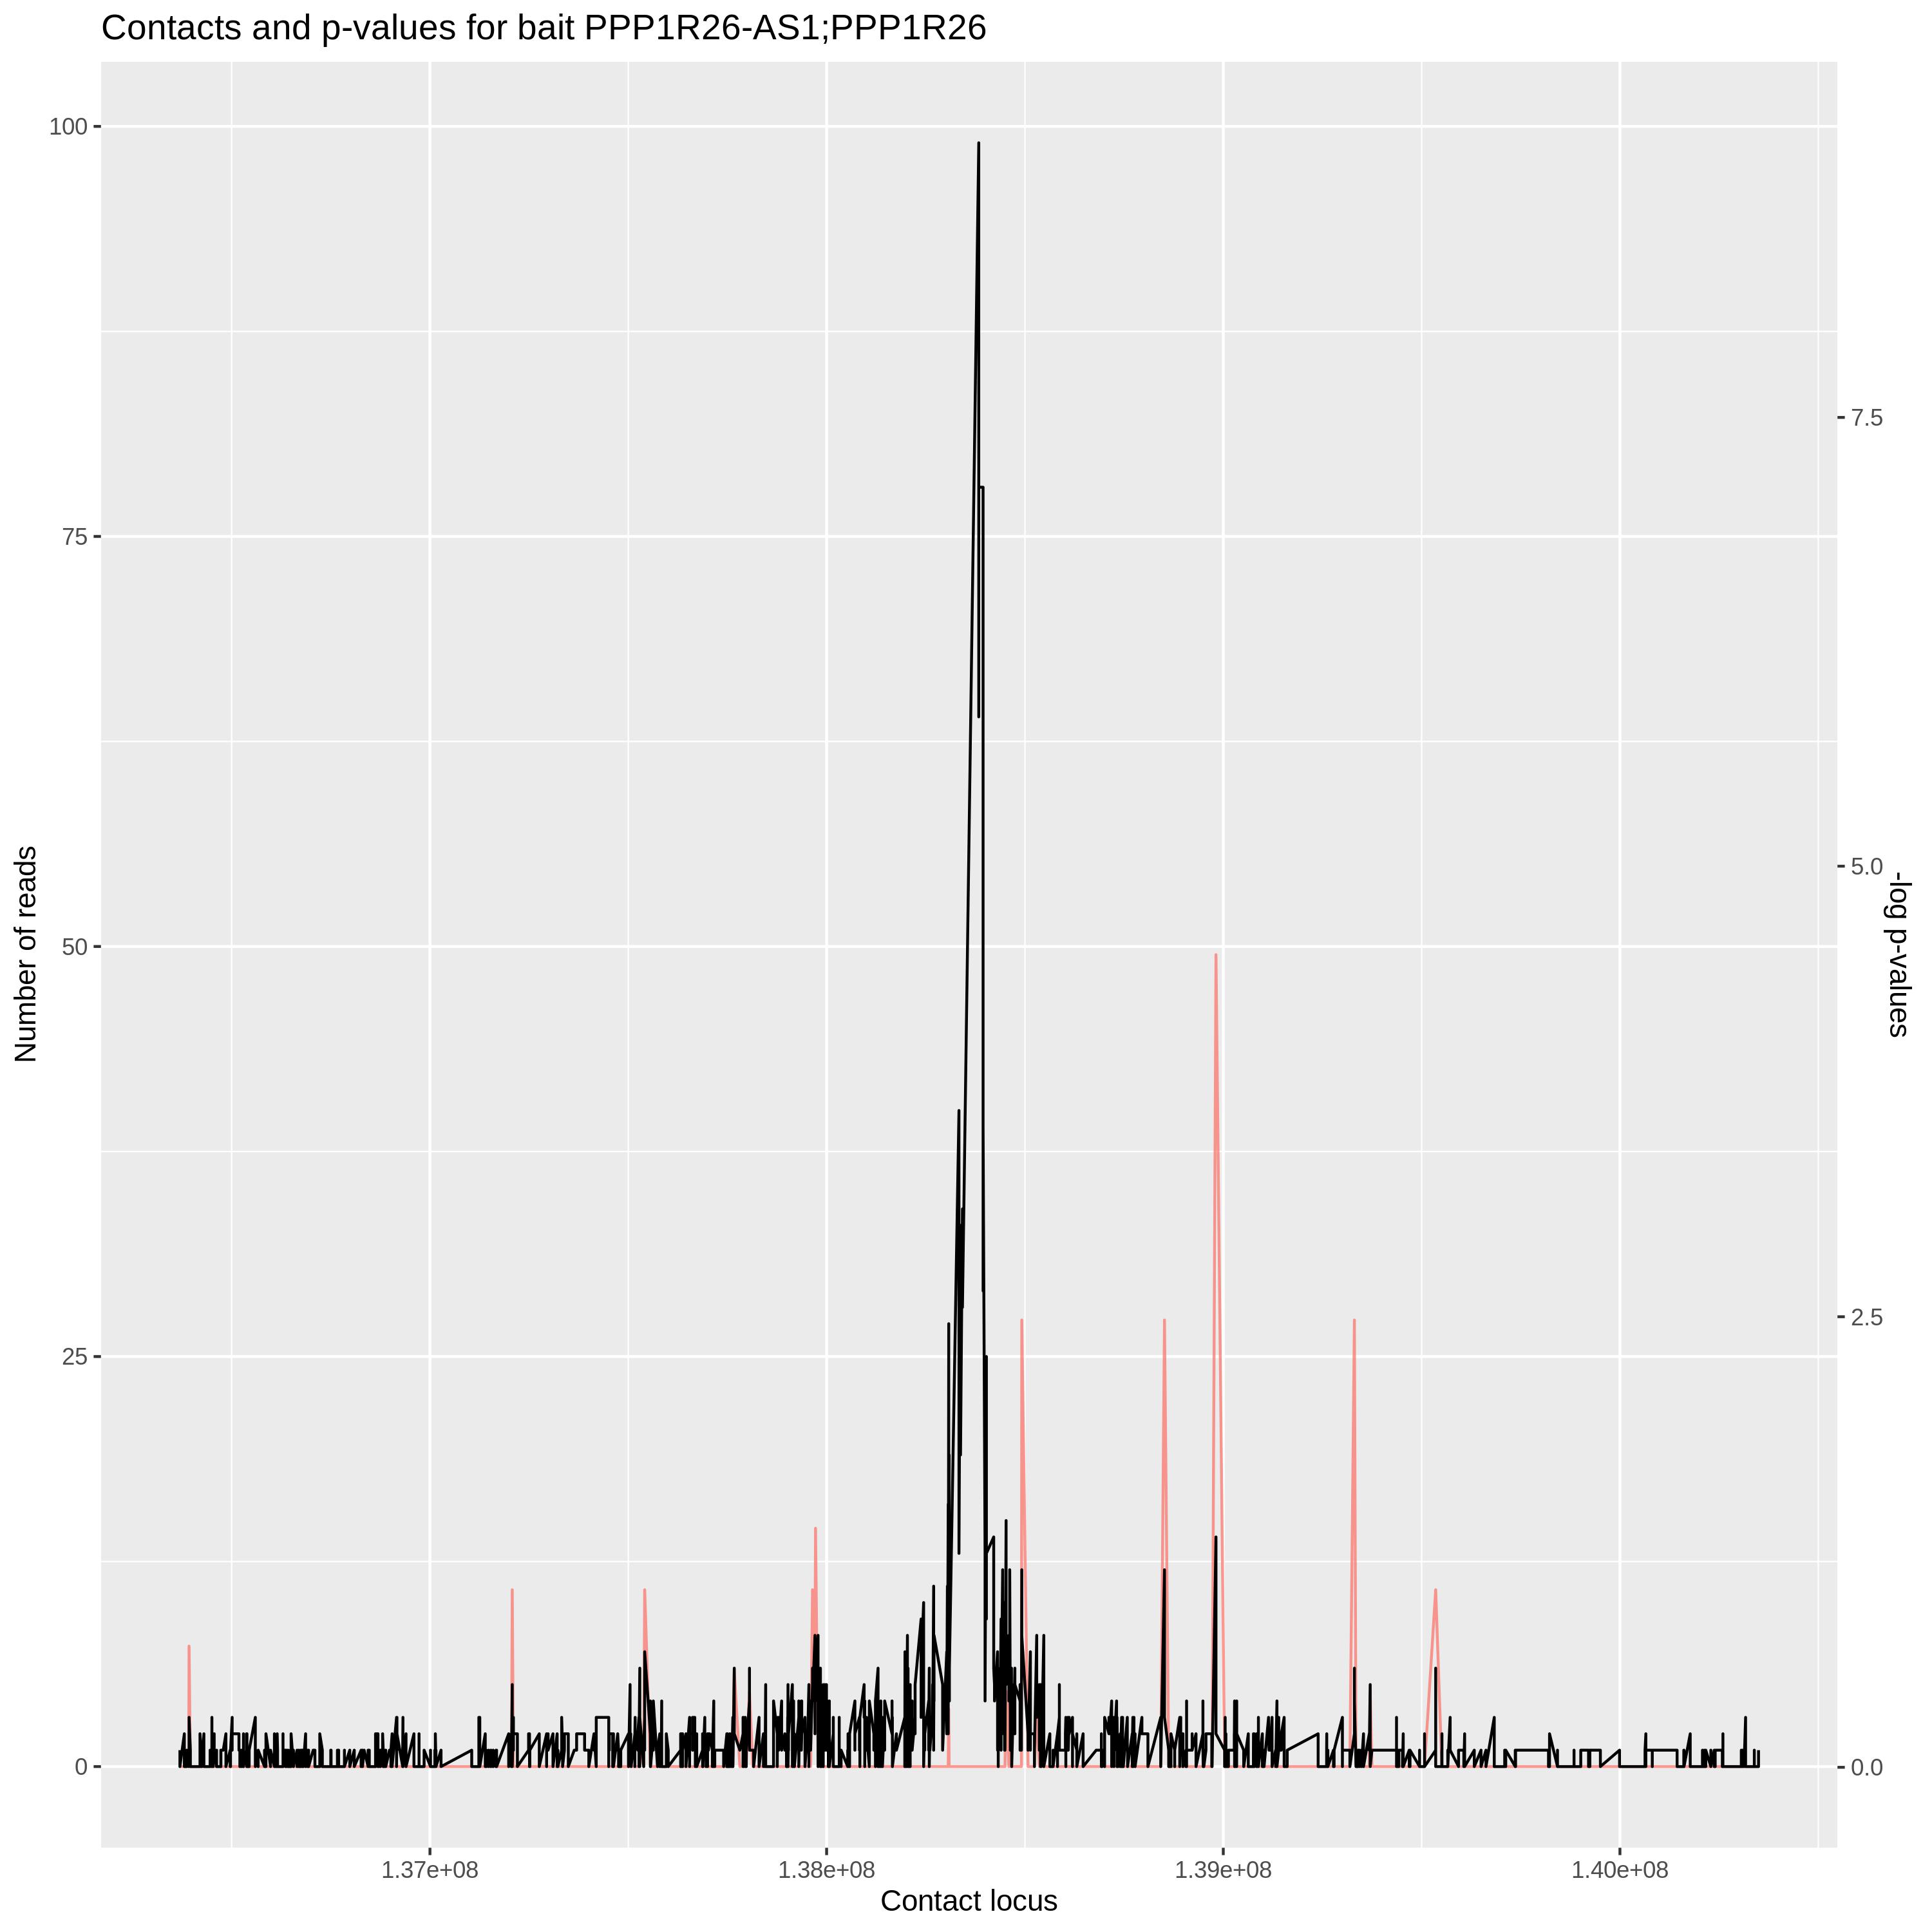 Contacts and p-values for bait PPP1R26-AS1;PPP1R26
100
75
50
25
0
Number of reads
7.5
5.0
2.5
0.0
-log p-values
1.37e+08
1.38e+08
1.39e+08
1.40e+08
Contact locus